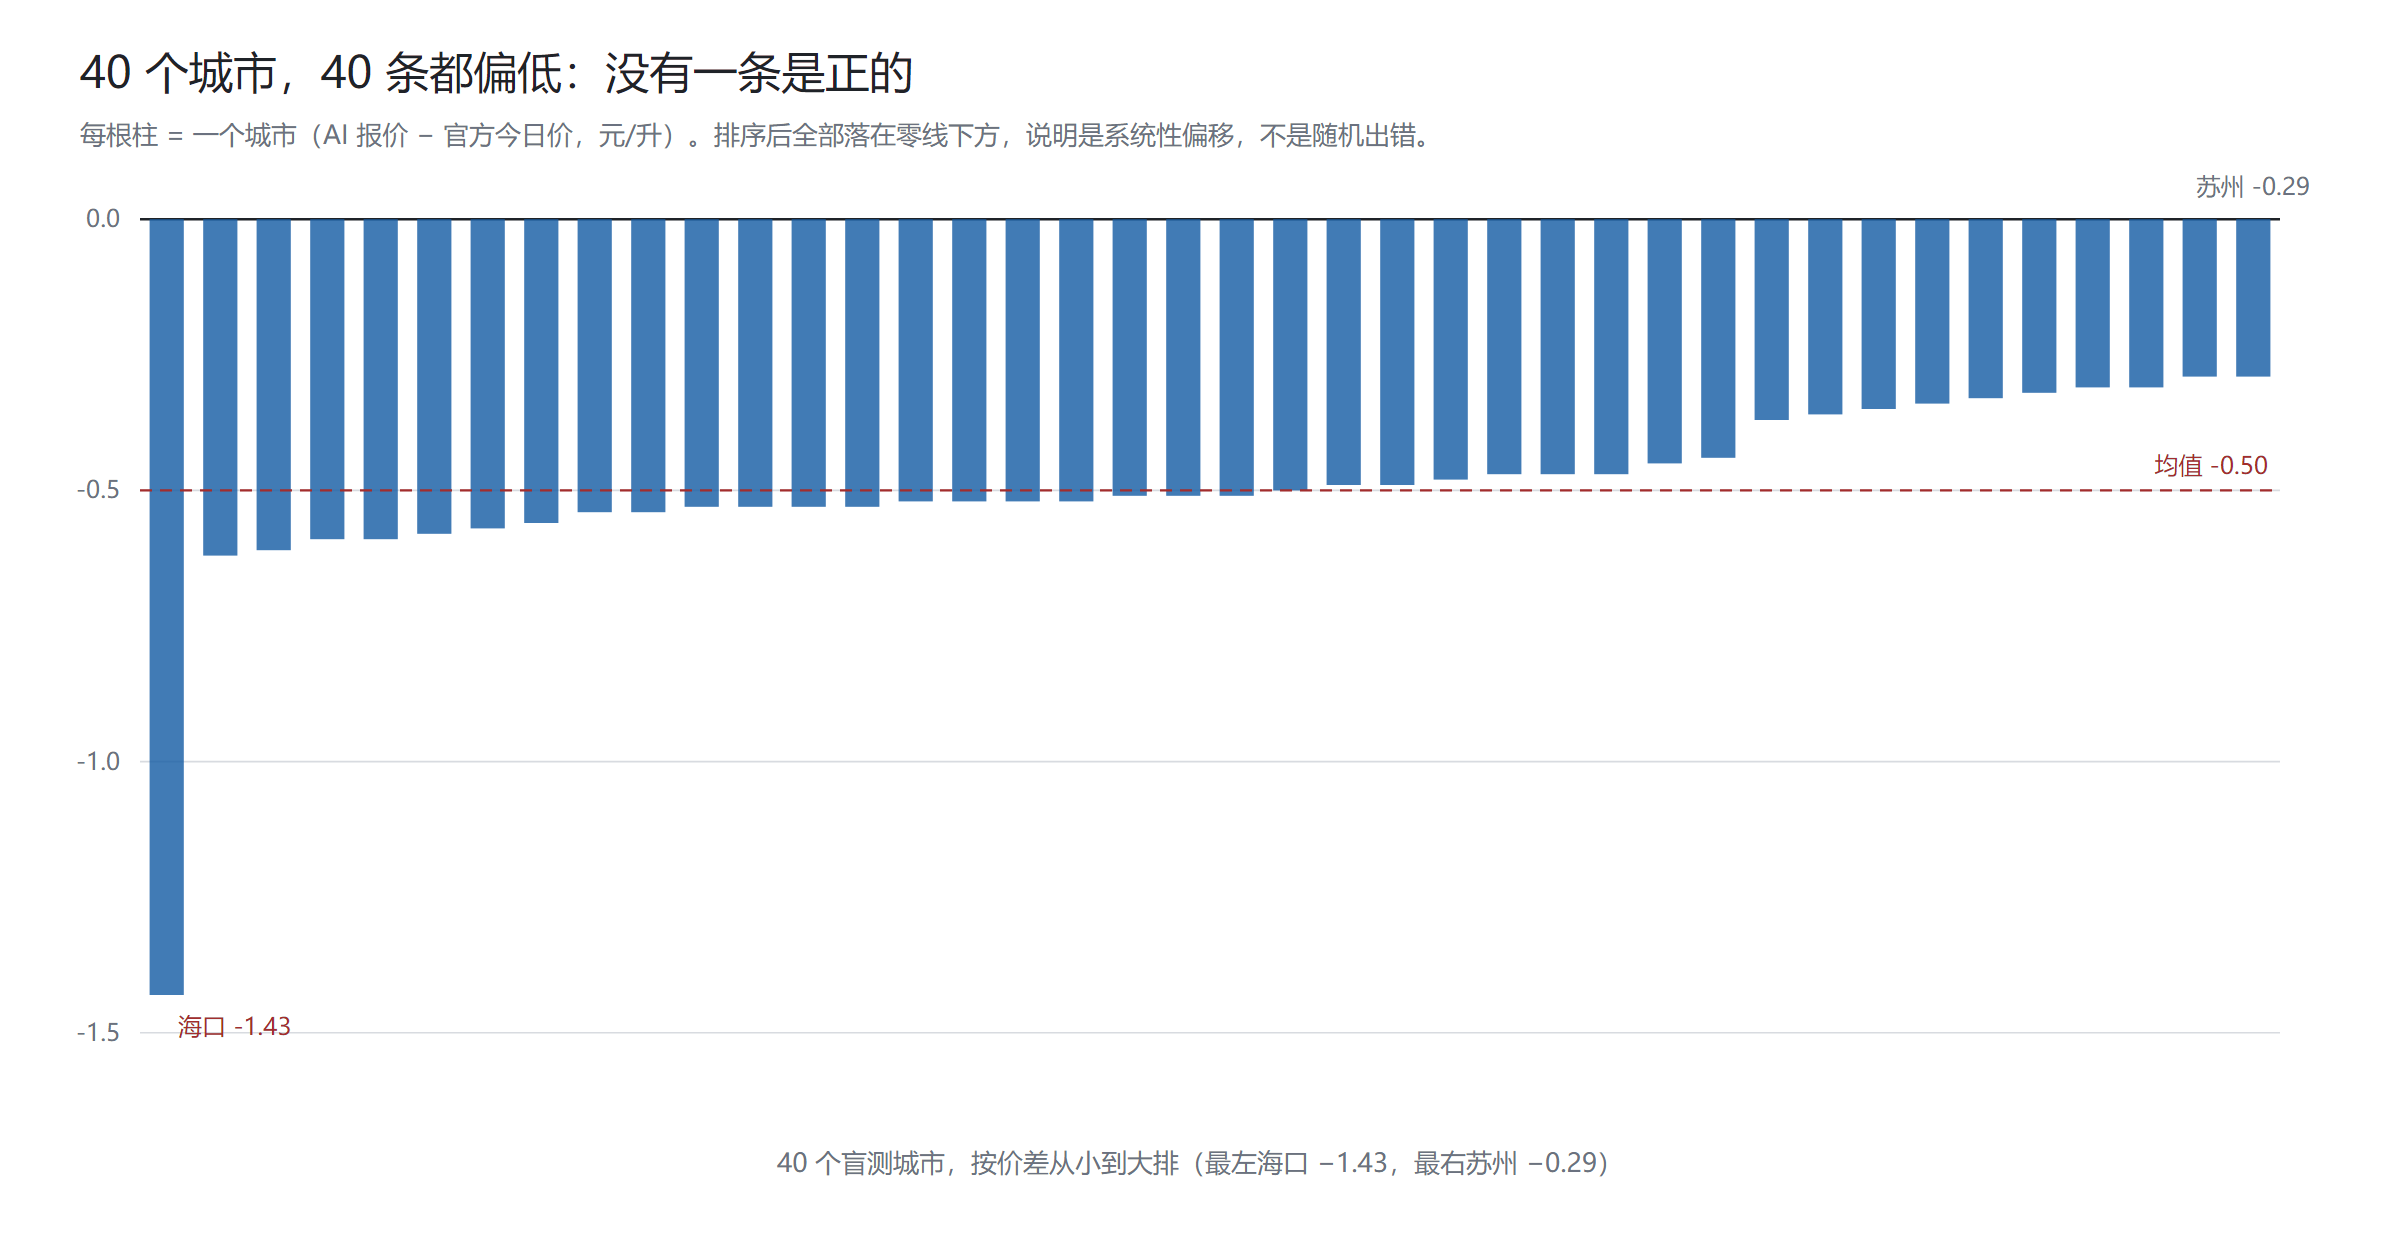 40 个城市，40 条都偏低：没有一条是正的
每根柱 = 一个城市（AI 报价 − 官方今日价，元/升）。排序后全部落在零线下方，说明是系统性偏移，不是随机出错。
苏州 -0.29
0.0
均值 -0.50
-0.5
-1.0
海口 -1.43
-1.5
40 个盲测城市，按价差从小到大排（最左海口 −1.43，最右苏州 −0.29）